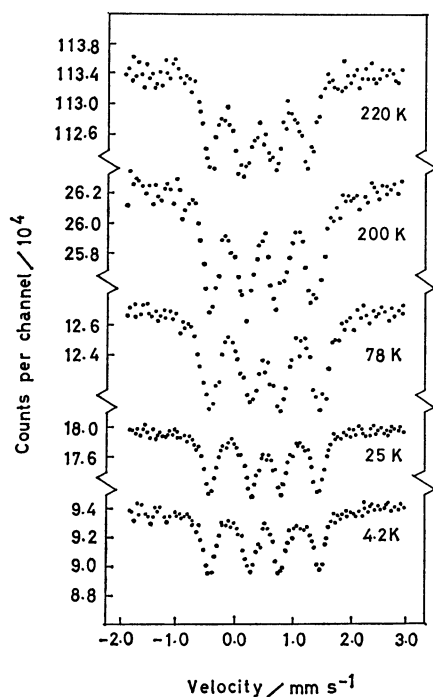 113.8
113.4
113.0
112.6
220 K
26.2
26.0
25.8
200 K
12.6
12.4
78 K
18.0
17.6
25 K
9.4
9.2
9.0
8.8
4.2K
Counts per channel / 10⁴
-2.0 -1.0 0.0 1.0 2.0 3.0
Velocity / mm s⁻¹